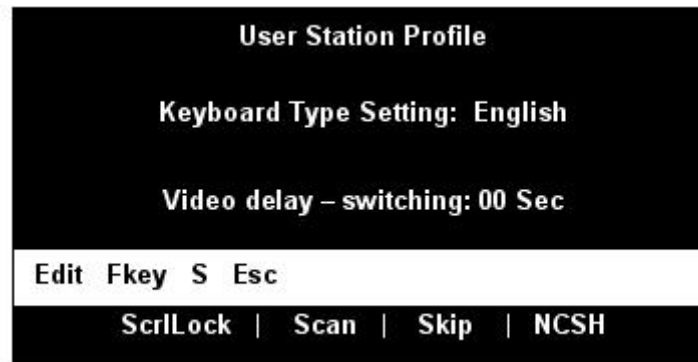 User Station Profile
Keyboard Type Setting: English
Video delay – switching: 00 Sec
Edit Fkey S Esc
ScrlLock | Scan | Skip | NCSH